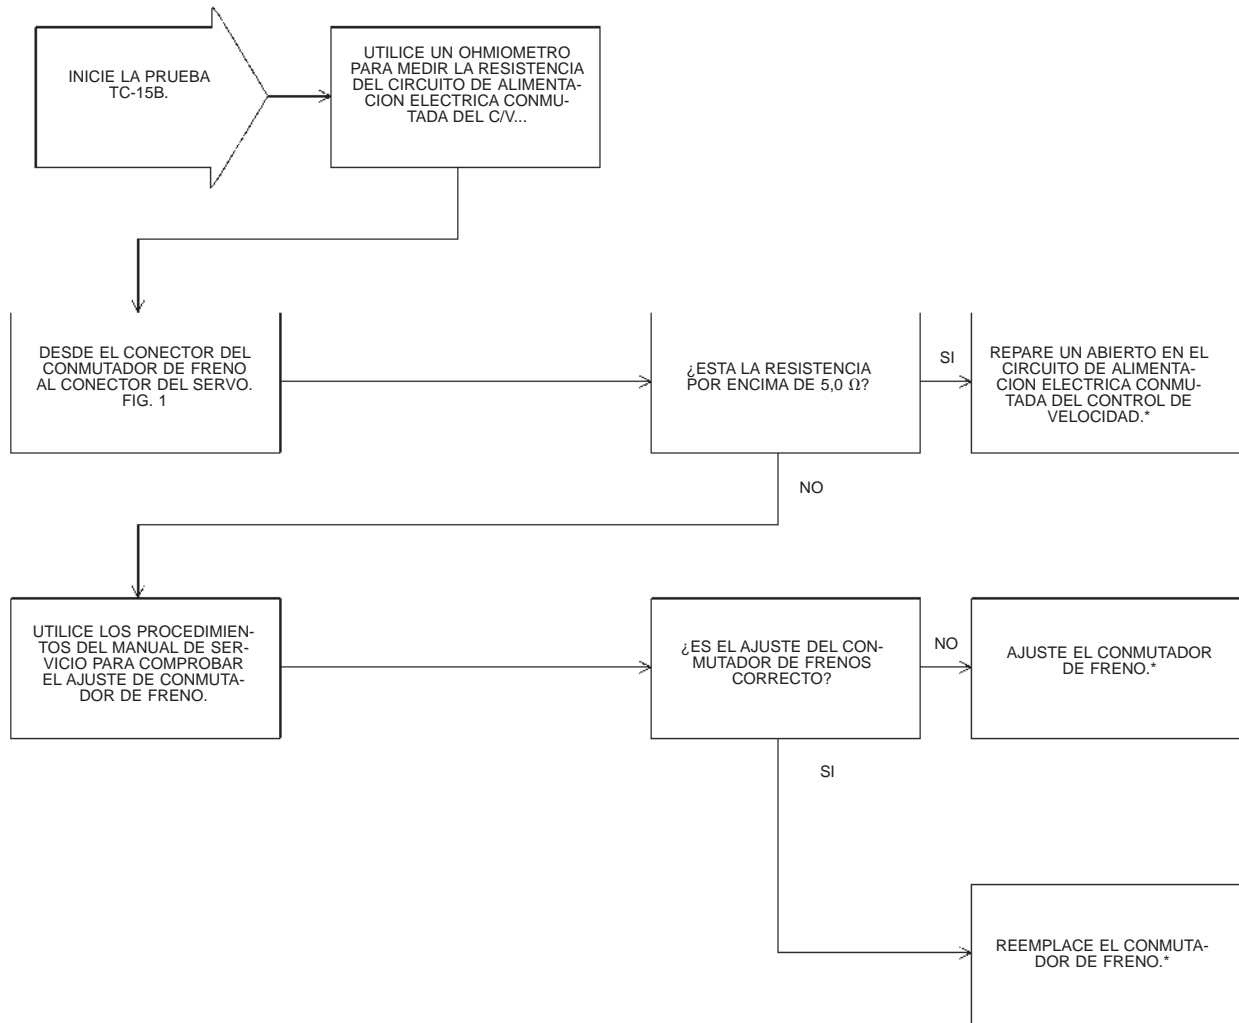 INICIE LA PRUEBA
TC-15B.
UTILICE UN OHMIOMETRO
PARA MEDIR LA RESISTENCIA
DEL CIRCUITO DE ALIMENTA-
CION ELECTRICA CONMU-
TADA DEL C/V...
DESDE EL CONECTOR DEL
CONMUTADOR DE FRENO
AL CONECTOR DEL SERVO.
FIG. 1
¿ESTA LA RESISTENCIA
POR ENCIMA DE 5,0 Ω?
SI
REPARE UN ABIERTO EN EL
CIRCUITO DE ALIMENTA-
CION ELECTRICA CONMU-
TADA DEL CONTROL DE
VELOCIDAD.*
NO
UTILICE LOS PROCEDIMIEN-
TOS DEL MANUAL DE SER-
VICIO PARA COMPROBAR
EL AJUSTE DE CONMUTA-
DOR DE FRENO.
¿ES EL AJUSTE DEL CON-
MUTADOR DE FRENOS
CORRECTO?
NO
AJUSTE EL CONMUTADOR
DE FRENO.*
SI
REEMPLACE EL CONMUTA-
DOR DE FRENO.*